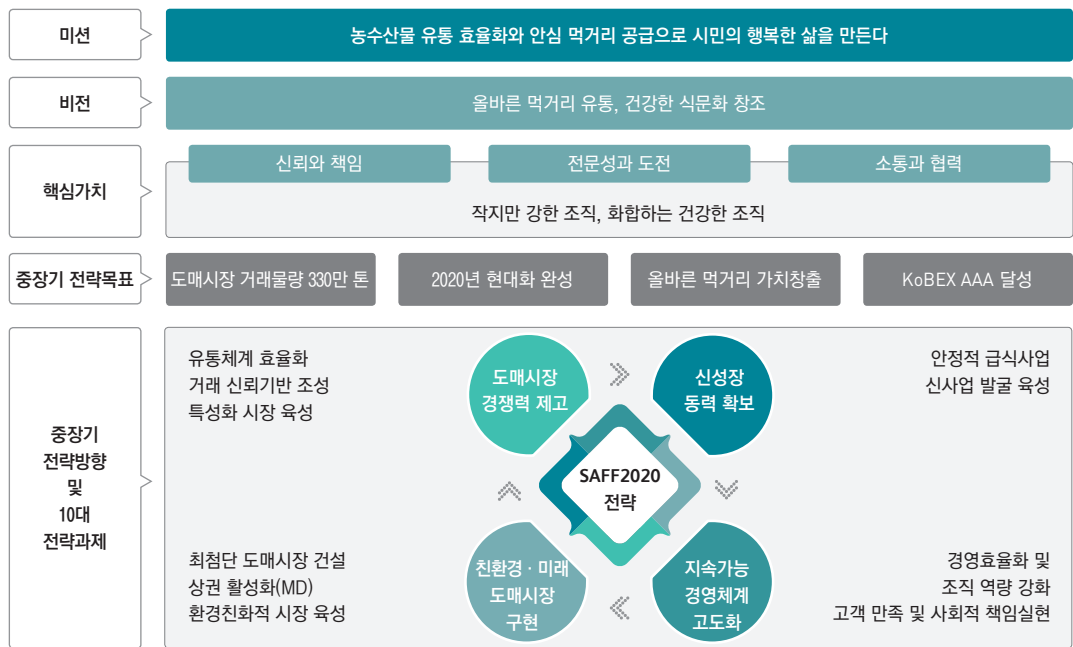 미션
농수산물 유통 효율화와 안심 먹거리 공급으로 시민의 행복한 삶을 만든다
비전
올바른 먹거리 유통, 건강한 식문화 창조
핵심가치
신뢰와 책임
전문성과 도전
소통과 협력
작지만 강한 조직, 화합하는 건강한 조직
중장기 전략목표
도매시장 거래물량 330만 톤
2020년 현대화 완성
올바른 먹거리 가치창출
KoBEX AAA 달성
중장기
전략방향
및
10대
전략과제
유통체계 효율화
거래 신뢰기반 조성
특성화 시장 육성
도매시장
경쟁력 제고
신성장
동력 확보
안정적 급식사업
신사업 발굴 육성
SAFF2020
전략
최첨단 도매시장 건설
상권 활성화(MD)
환경친화적 시장 육성
친환경 · 미래
도매시장
구현
지속가능
경영체계
고도화
경영효율화 및
조직 역량 강화
고객 만족 및 사회적 책임실현